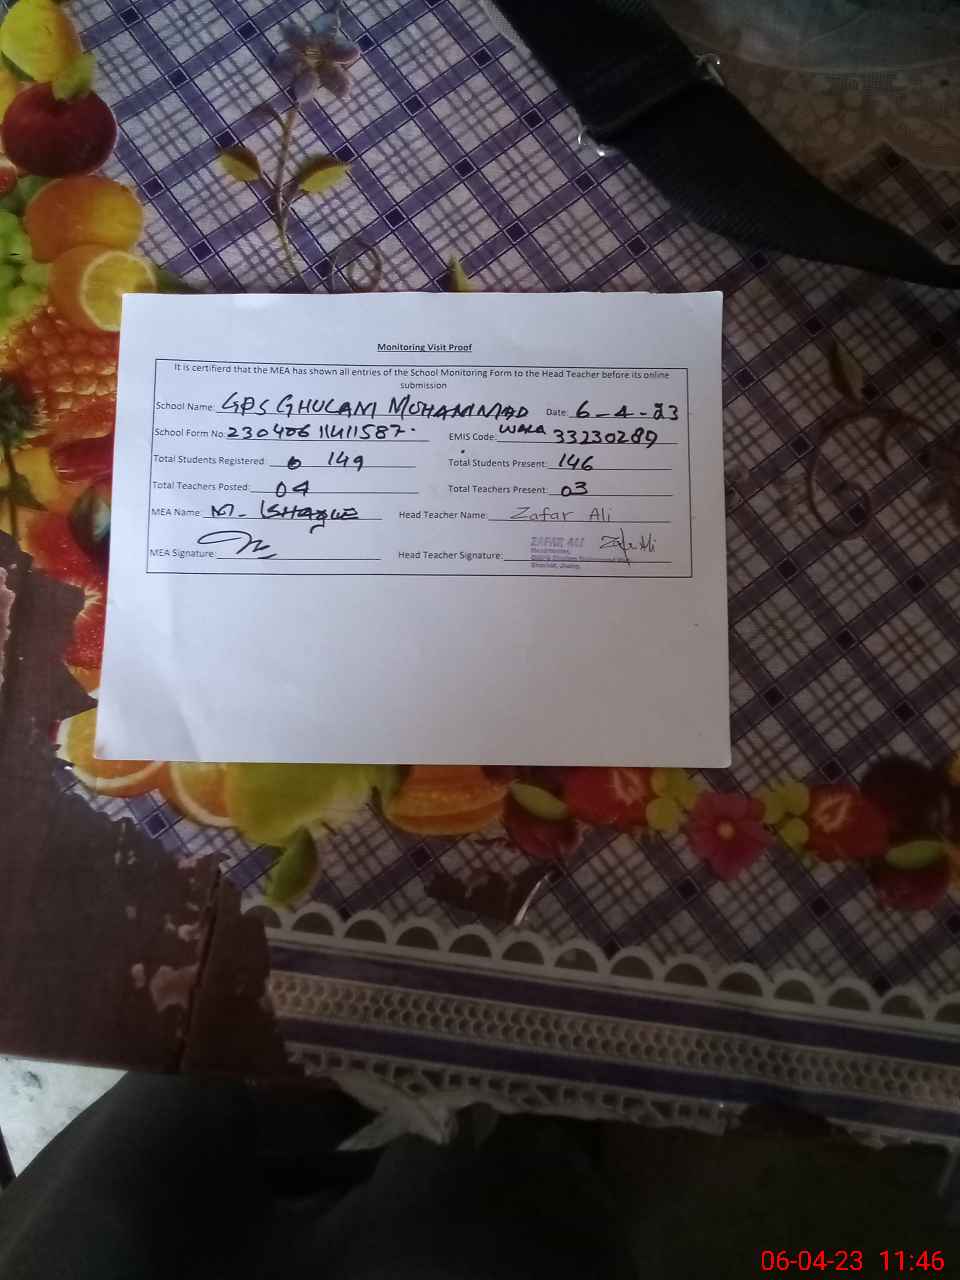 Monitoring Visit Proof
It is certifierd that the MEA has shown all entries of the School Monitoring Form to the Head Teacher before its online
submission
School Name: GPS GHULAM MUHAMMAD WALA Date: 6-4-23
School Form No: 23040611411587. EMIS Code: 33230289
Total Students Registered: 149 Total Students Present: 146
Total Teachers Posted: 04 Total Teachers Present: 03
MEA Name: M. ISHAQUE Head Teacher Name: Zafar Ali
MEA Signature: Head Teacher Signature: Zafar Ali
ZAFAR ALI
06-04-23 11:46